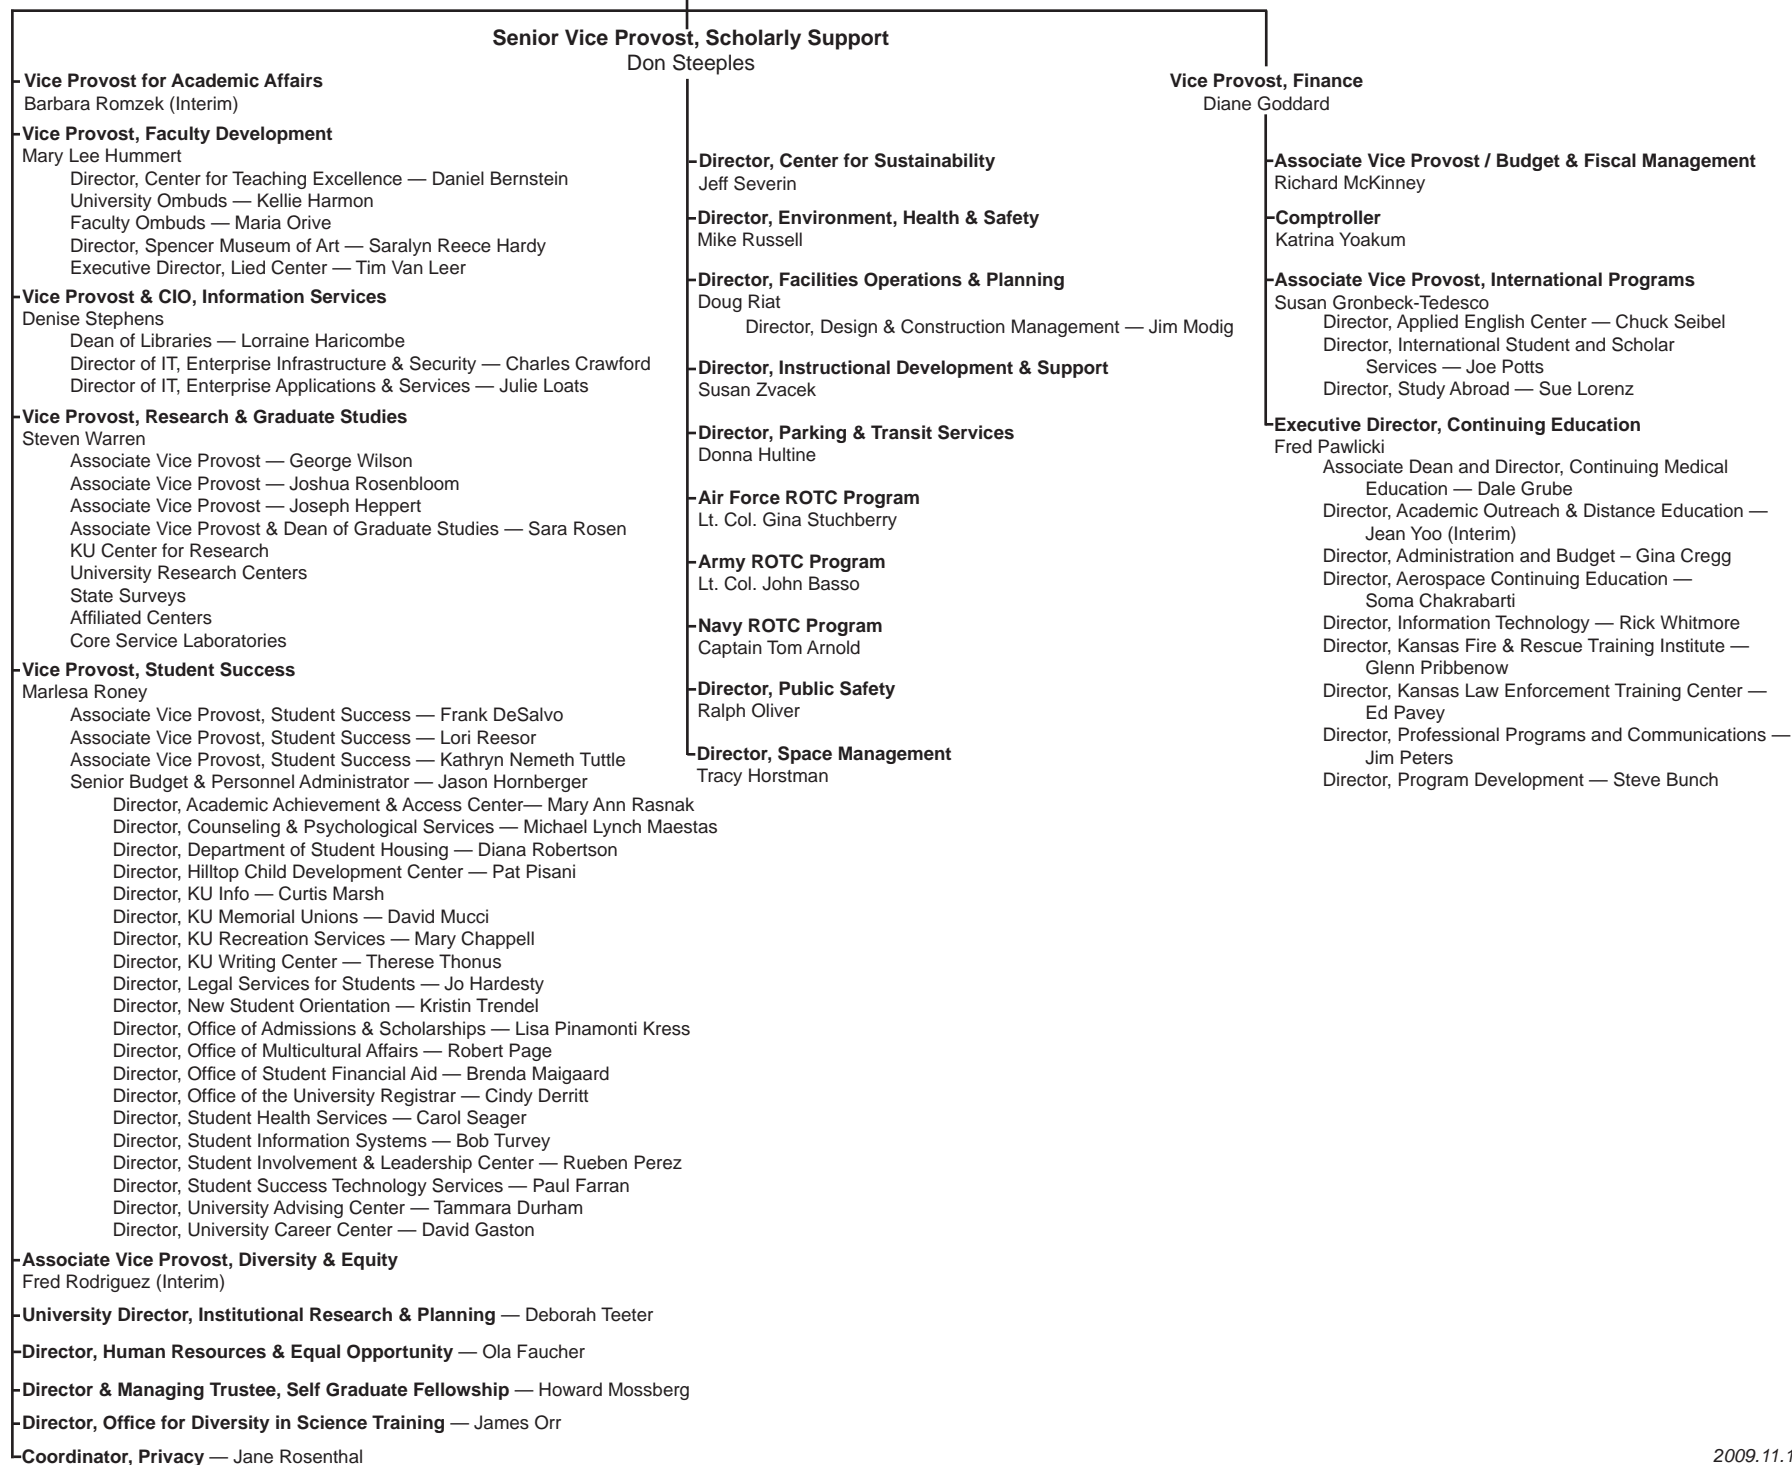 Senior Vice Provost, Scholarly Support
Don Steeples
Vice Provost for Academic Affairs
Barbara Romzek (Interim)
Vice Provost, Faculty Development
Mary Lee Hummert
Director, Center for Teaching Excellence — Daniel Bernstein
University Ombuds — Kellie Harmon
Faculty Ombuds — Maria Orive
Director, Spencer Museum of Art — Saralyn Reece Hardy
Executive Director, Lied Center — Tim Van Leer
Vice Provost & CIO, Information Services
Denise Stephens
Dean of Libraries — Lorraine Haricombe
Director of IT, Enterprise Infrastructure & Security — Charles Crawford
Director of IT, Enterprise Applications & Services — Julie Loats
Vice Provost, Research & Graduate Studies
Steven Warren
Associate Vice Provost — George Wilson
Associate Vice Provost — Joshua Rosenbloom
Associate Vice Provost — Joseph Heppert
Associate Vice Provost & Dean of Graduate Studies — Sara Rosen
KU Center for Research
University Research Centers
State Surveys
Affiliated Centers
Core Service Laboratories
Vice Provost, Student Success
Marlesa Roney
Associate Vice Provost, Student Success — Frank DeSalvo
Associate Vice Provost, Student Success — Lori Reesor
Associate Vice Provost, Student Success — Kathryn Nemeth Tuttle
Senior Budget & Personnel Administrator — Jason Hornberger
Director, Academic Achievement & Access Center— Mary Ann Rasnak
Director, Counseling & Psychological Services — Michael Lynch Maestas
Director, Department of Student Housing — Diana Robertson
Director, Hilltop Child Development Center — Pat Pisani
Director, KU Info — Curtis Marsh
Director, KU Memorial Unions — David Mucci
Director, KU Recreation Services — Mary Chappell
Director, KU Writing Center — Therese Thonus
Director, Legal Services for Students — Jo Hardesty
Director, New Student Orientation — Kristin Trendel
Director, Office of Admissions & Scholarships — Lisa Pinamonti Kress
Director, Office of Multicultural Affairs — Robert Page
Director, Office of Student Financial Aid — Brenda Maigaard
Director, Office of the University Registrar — Cindy Derritt
Director, Student Health Services — Carol Seager
Director, Student Information Systems — Bob Turvey
Director, Student Involvement & Leadership Center — Rueben Perez
Director, Student Success Technology Services — Paul Farran
Director, University Advising Center — Tammara Durham
Director, University Career Center — David Gaston
Associate Vice Provost, Diversity & Equity
Fred Rodriguez (Interim)
University Director, Institutional Research & Planning — Deborah Teeter
Director, Human Resources & Equal Opportunity — Ola Faucher
Director & Managing Trustee, Self Graduate Fellowship — Howard Mossberg
Director, Office for Diversity in Science Training — James Orr
Coordinator, Privacy — Jane Rosenthal
Director, Center for Sustainability
Jeff Severin
Director, Environment, Health & Safety
Mike Russell
Director, Facilities Operations & Planning
Doug Riat
Director, Design & Construction Management — Jim Modig
Director, Instructional Development & Support
Susan Zvacek
Director, Parking & Transit Services
Donna Hultine
Air Force ROTC Program
Lt. Col. Gina Stuchberry
Army ROTC Program
Lt. Col. John Basso
Navy ROTC Program
Captain Tom Arnold
Director, Public Safety
Ralph Oliver
Director, Space Management
Tracy Horstman
Vice Provost, Finance
Diane Goddard
Associate Vice Provost / Budget & Fiscal Management
Richard McKinney
Comptroller
Katrina Yoakum
Associate Vice Provost, International Programs
Susan Gronbeck-Tedesco
Director, Applied English Center — Chuck Seibel
Director, International Student and Scholar
Services — Joe Potts
Director, Study Abroad — Sue Lorenz
Executive Director, Continuing Education
Fred Pawlicki
Associate Dean and Director, Continuing Medical
Education — Dale Grube
Director, Academic Outreach & Distance Education —
Jean Yoo (Interim)
Director, Administration and Budget – Gina Cregg
Director, Aerospace Continuing Education —
Soma Chakrabarti
Director, Information Technology — Rick Whitmore
Director, Kansas Fire & Rescue Training Institute —
Glenn Pribbenow
Director, Kansas Law Enforcement Training Center —
Ed Pavey
Director, Professional Programs and Communications —
Jim Peters
Director, Program Development — Steve Bunch
2009.11.1